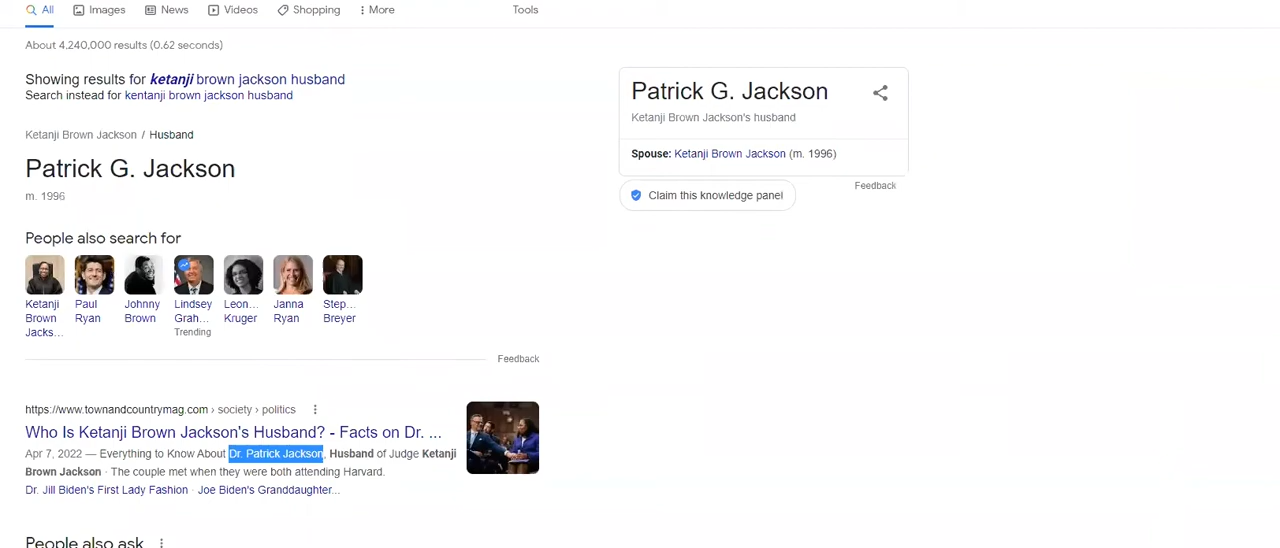 All Images News Videos Shopping More Tools
About 4,240,000 results (0.62 seconds)
Showing results for ketanji brown jackson husband
Search instead for kentanji brown jackson husband
Ketanji Brown Jackson / Husband
Patrick G. Jackson
m. 1996
People also search for
Ketanji Brown Jacks...
Paul Ryan
Johnny Brown
Lindsey Grah...
Trending
Leon... Kruger
Janna Ryan
Step... Breyer
Feedback
https://www.townandcountrymag.com › society › politics
Who Is Ketanji Brown Jackson's Husband? - Facts on Dr. ...
Apr 7, 2022 — Everything to Know About Dr. Patrick Jackson, Husband of Judge Ketanji
Brown Jackson · The couple met when they were both attending Harvard.
Dr. Jill Biden's First Lady Fashion · Joe Biden's Granddaughter...
People also ask
Patrick G. Jackson
Ketanji Brown Jackson's husband
Spouse: Ketanji Brown Jackson (m. 1996)
Feedback
Claim this knowledge panel